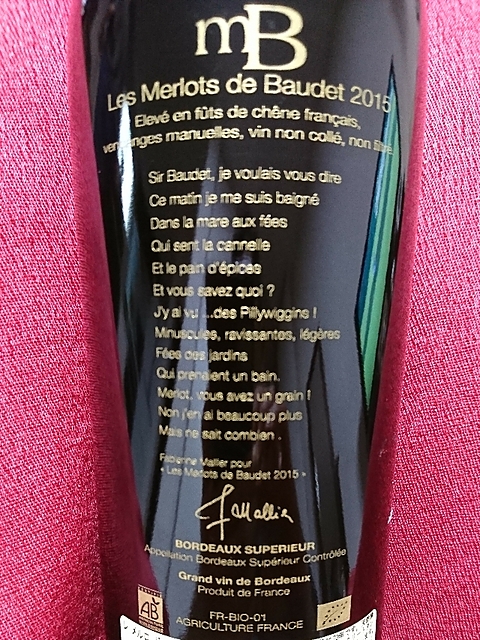 mB
Les Merlots de Baudet 2015
Elevé en fûts de chêne français,
vendanges manuelles, vin non collé, non filtré
Sir Baudet, je voulais vous dire
Ce matin je me suis baigné
Dans la mare aux fées
Qui sent la cannelle
Et le pain d'épices
Et vous savez quoi ?
J'y ai vu ...des Pillywiggins !
Minuscules, ravissantes, légères
Fées des jardins
Qui prenaient un bain.
Merlot, vous avez un grain !
Non j'en ai beaucoup plus
Mais ne sait combien .
Fabienne Mallier pour
« Les Merlots de Baudet 2015 »
F Mallier
BORDEAUX SUPERIEUR
Appellation Bordeaux Supérieur Contrôlée
Grand vin de Bordeaux
Produit de France
AB
FR-BIO-01
AGRICULTURE FRANCE